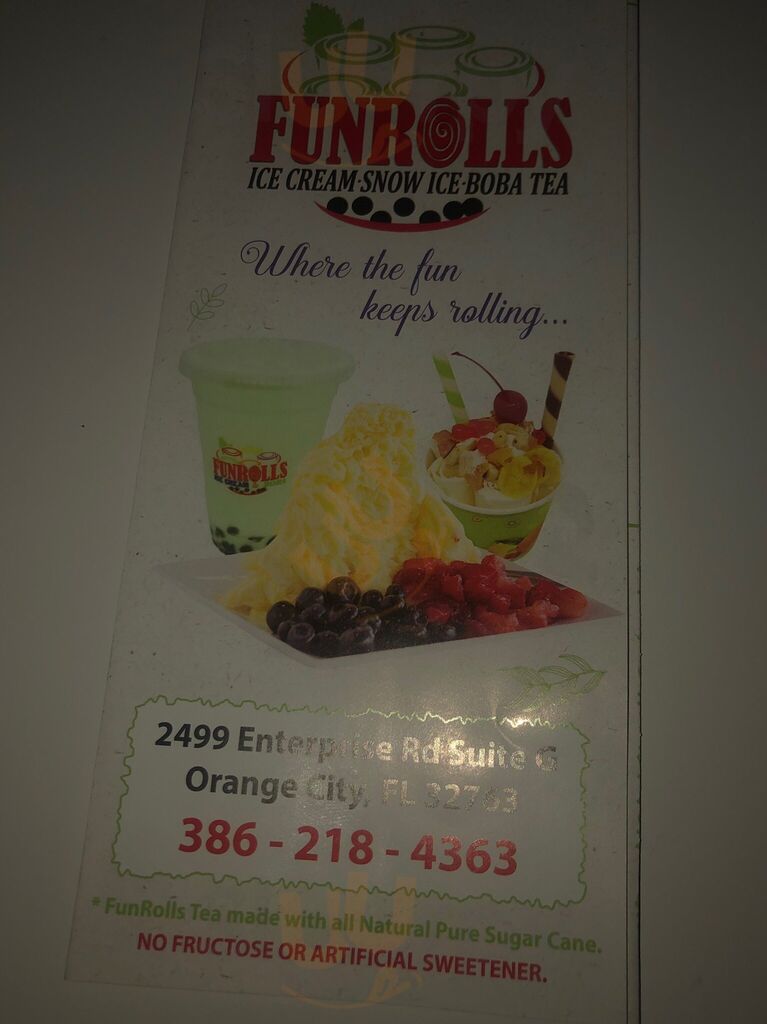 FUNROLLS
ICE CREAM·SNOW ICE·BOBA TEA
Where the fun
keeps rolling...
FUNROLLS
2499 Enterprise Rd Suite G
Orange City, FL 32763
386 - 218 - 4363
* FunRolls Tea made with all Natural Pure Sugar Cane.
NO FRUCTOSE OR ARTIFICIAL SWEETENER.